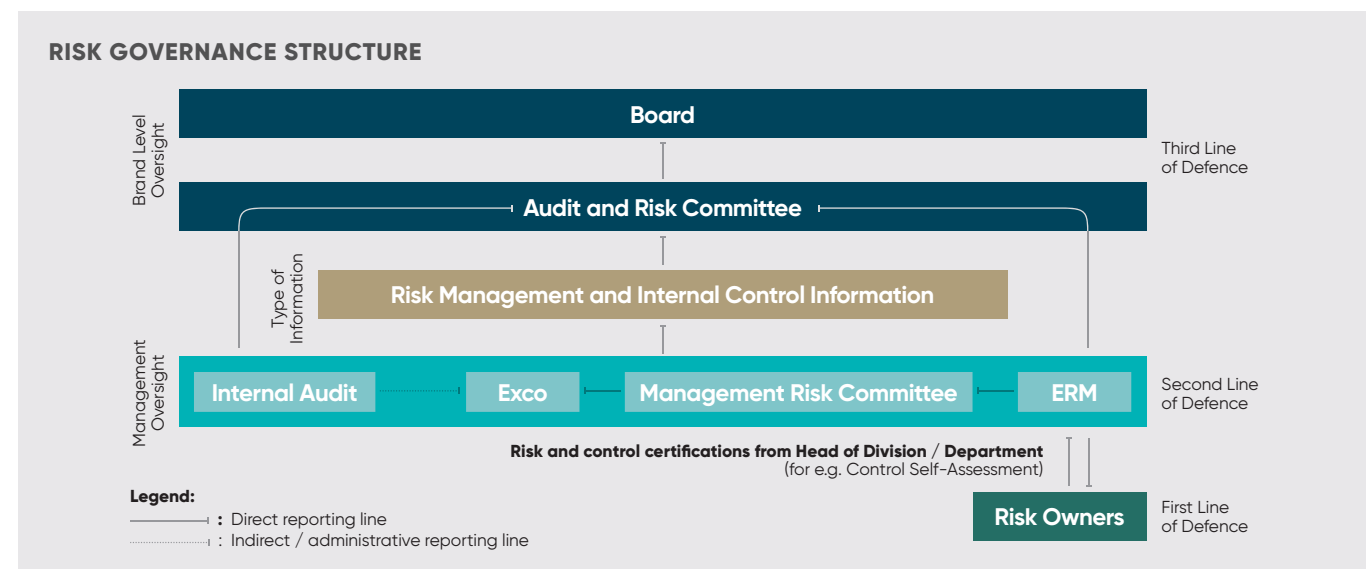 RISK GOVERNANCE STRUCTURE
Brand Level
Oversight
Board
Third Line
of Defence
Audit and Risk Committee
Type of
Information
Risk Management and Internal Control Information
Management
Oversight
Internal Audit
Exco
Management Risk Committee
ERM
Second Line
of Defence
Risk and control certifications from Head of Division / Department
(for e.g. Control Self-Assessment)
Legend:
: Direct reporting line
: Indirect / administrative reporting line
Risk Owners
First Line
of Defence